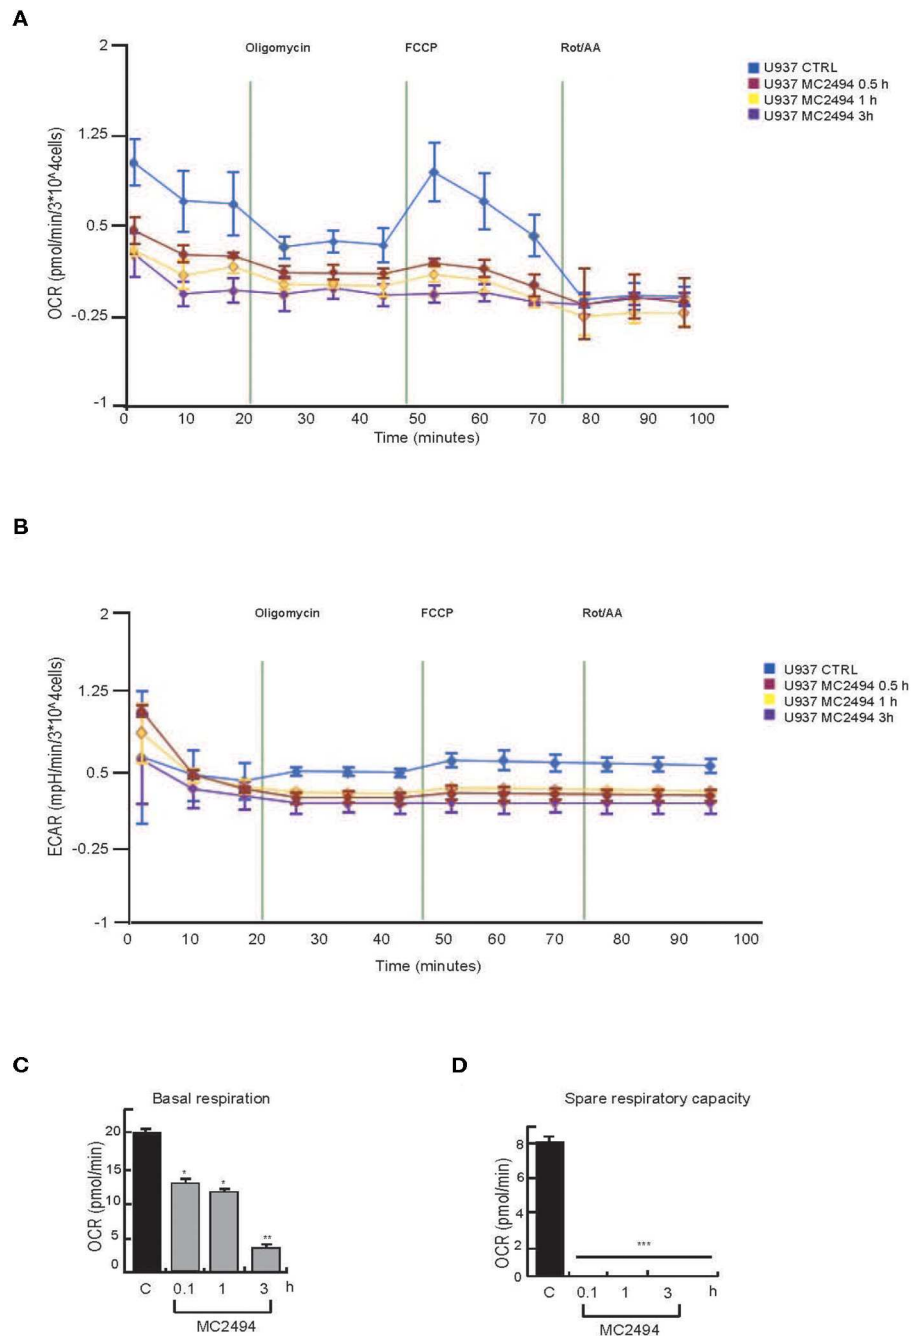 A
Oligomycin FCCP Rot/AA
U937 CTRL
U937 MC2494 0.5 h
U937 MC2494 1 h
U937 MC2494 3h
OCR (pmol/min/3*10^4cells)
2
1.25
0.5
-0.25
-1
0 10 20 30 40 50 60 70 80 90 100
Time (minutes)
B
Oligomycin FCCP Rot/AA
U937 CTRL
U937 MC2494 0.5 h
U937 MC2494 1 h
U937 MC2494 3h
ECAR (mpH/min/3*10^4cells)
2
1.25
0.5
-0.25
-1
0 10 20 30 40 50 60 70 80 90 100
Time (minutes)
C
Basal respiration
OCR (pmol/min)
20
15
10
5
0
*
*
**
C 0.1 1 3 h
MC2494
D
Spare respiratory capacity
OCR (pmol/min)
8
6
4
2
0
***
C 0.1 1 3 h
MC2494